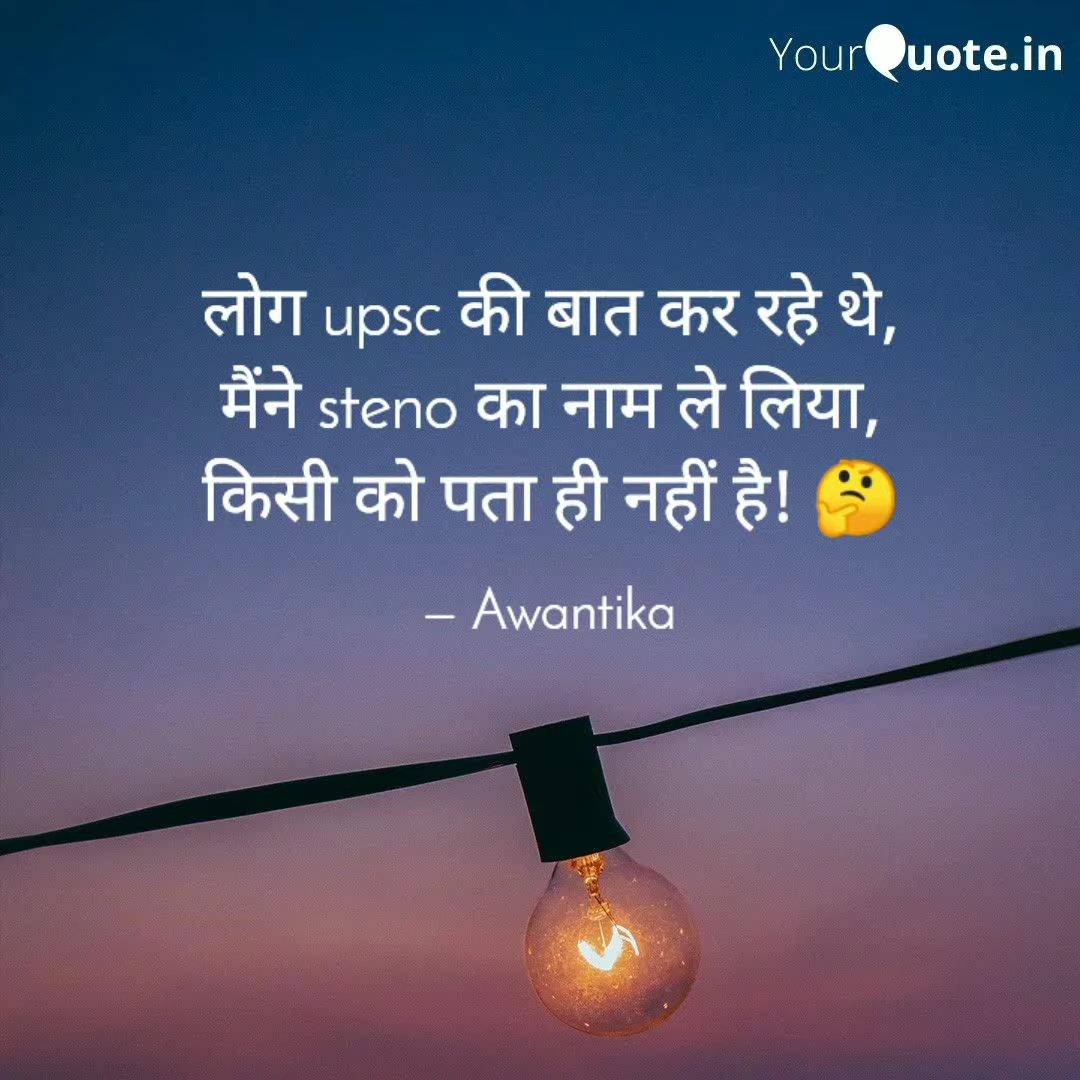 YourQuote.in
लोग upsc की बात कर रहे थे,
मैंने steno का नाम ले लिया,
किसी को पता ही नहीं है! 🤔
– Awantika